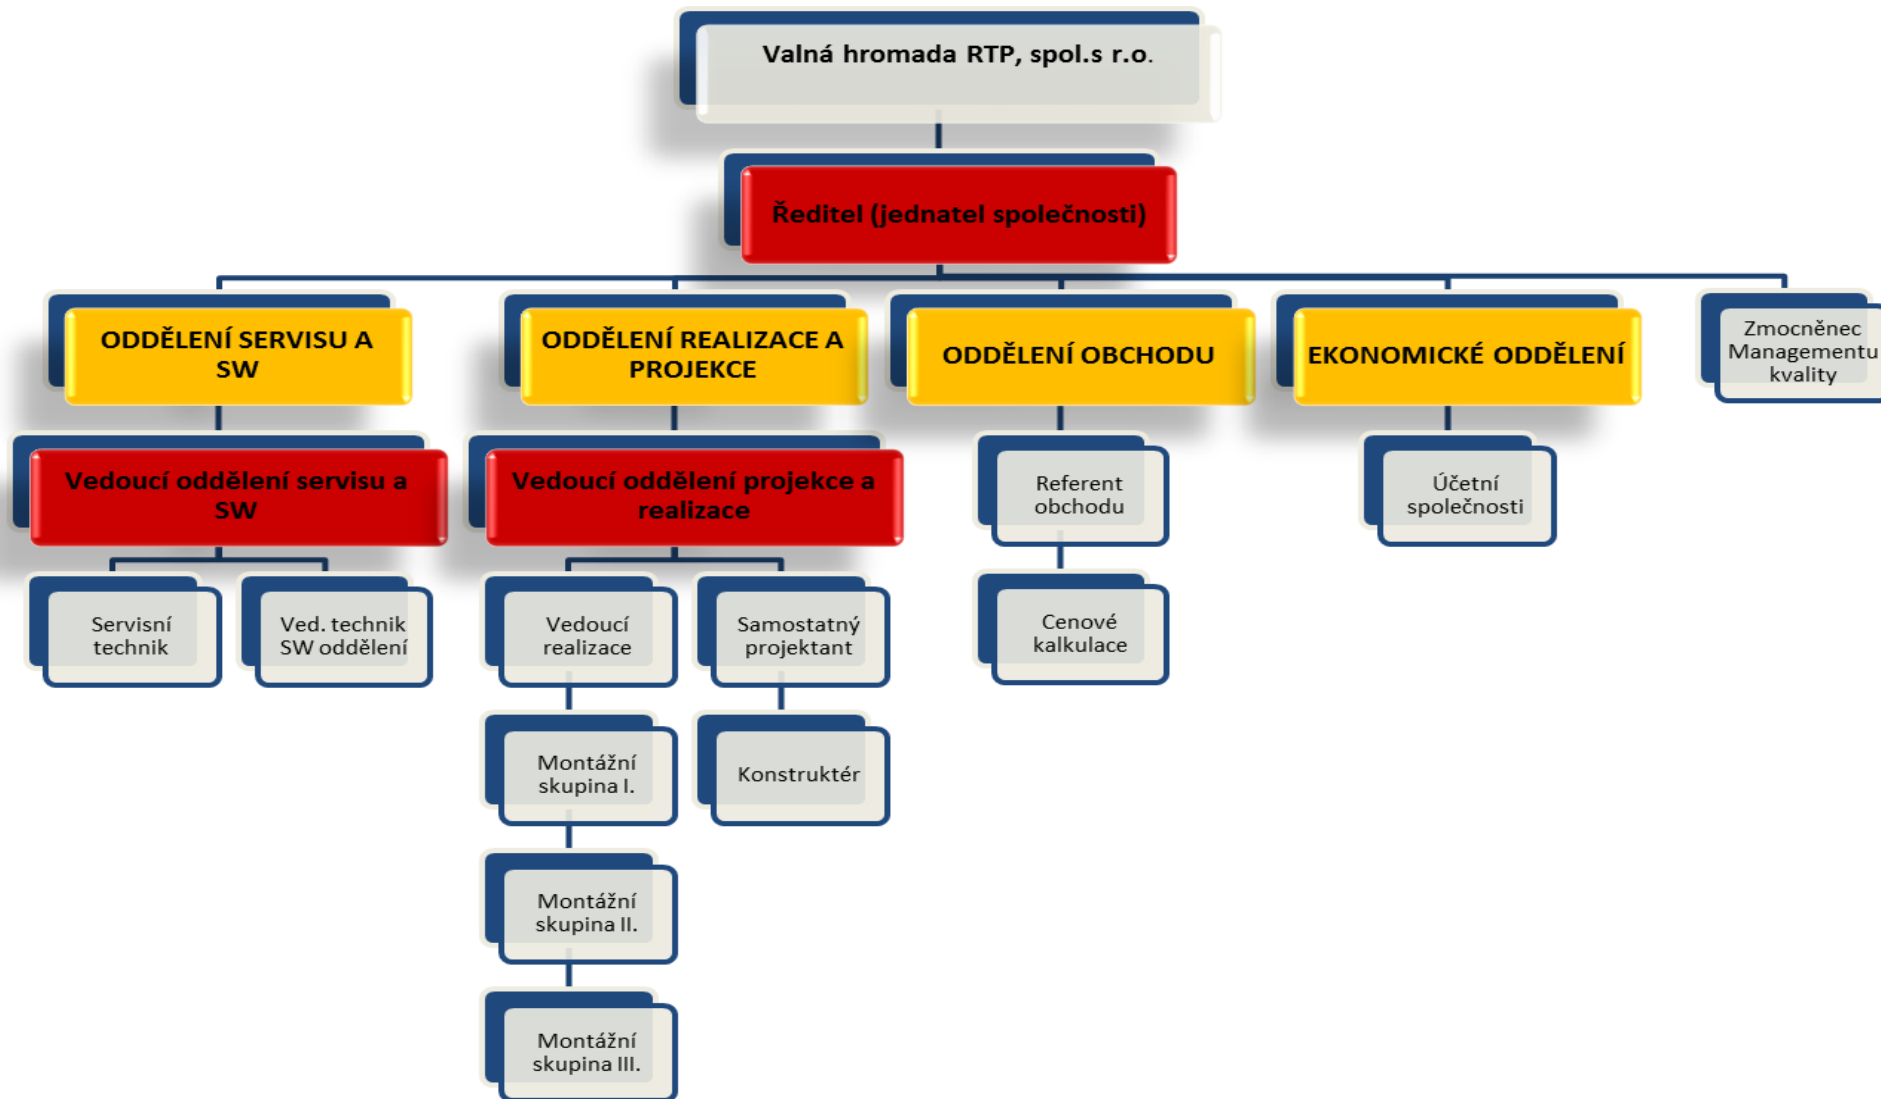 Valná hromada RTP, spol.s r.o.
Ředitel (jednatel společnosti)
ODDĚLENÍ SERVISU A
SW
ODDĚLENÍ REALIZACE A
PROJEKCE
ODDĚLENÍ OBCHODU
EKONOMICKÉ ODDĚLENÍ
Zmocněnec
Managementu
kvality
Vedoucí oddělení servisu a
SW
Vedoucí oddělení projekce a
realizace
Referent
obchodu
Účetní
společnosti
Servisní
technik
Ved. technik
SW oddělení
Vedoucí
realizace
Samostatný
projektant
Cenové
kalkulace
Montážní
skupina I.
Konstruktér
Montážní
skupina II.
Montážní
skupina III.